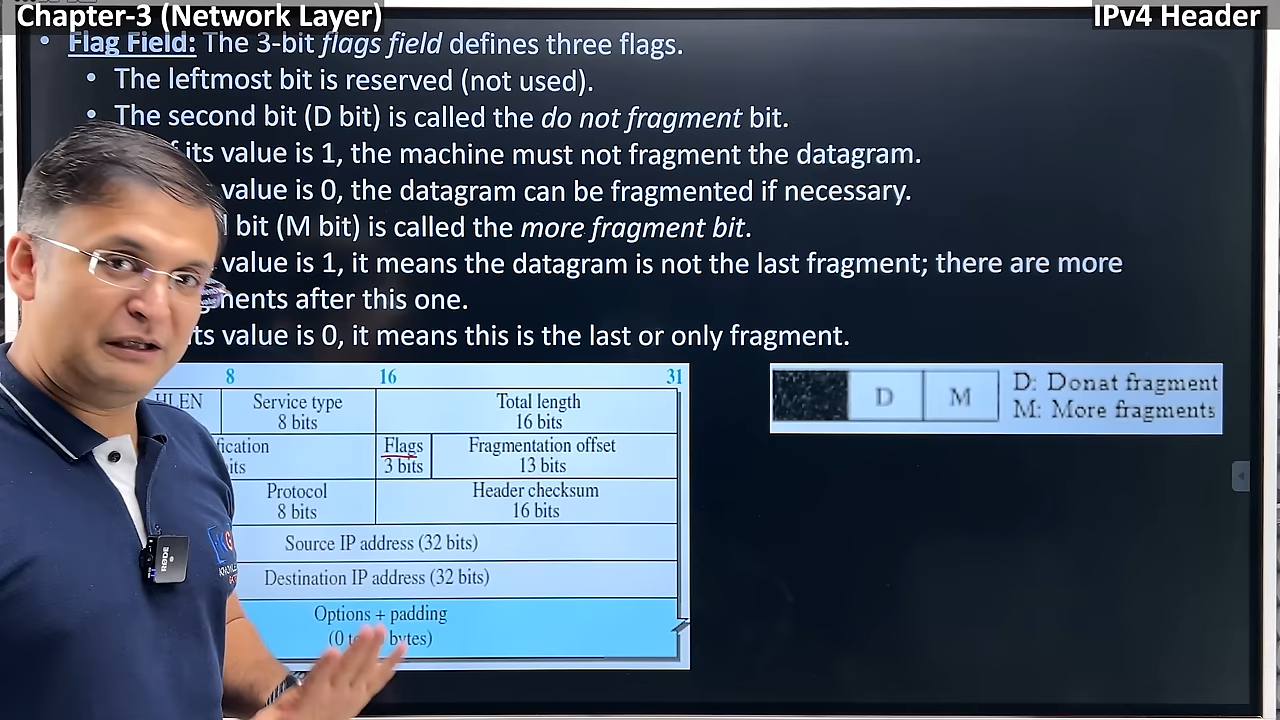 Chapter-3 (Network Layer)
IPv4 Header
• Flag Field: The 3-bit flags field defines three flags.
• The leftmost bit is reserved (not used).
• The second bit (D bit) is called the do not fragment bit.
its value is 1, the machine must not fragment the datagram.
value is 0, the datagram can be fragmented if necessary.
bit (M bit) is called the more fragment bit.
value is 1, it means the datagram is not the last fragment; there are more
after this one.
value is 0, it means this is the last or only fragment.
8 16 31
HLEN Service type 8 bits Total length 16 bits
Flags 3 bits Fragmentation offset 13 bits
Protocol 8 bits Header checksum 16 bits
Source IP address (32 bits)
Destination IP address (32 bits)
Options + padding
(0 bytes)
D M
D: Donat fragment
M: More fragments
RØDE